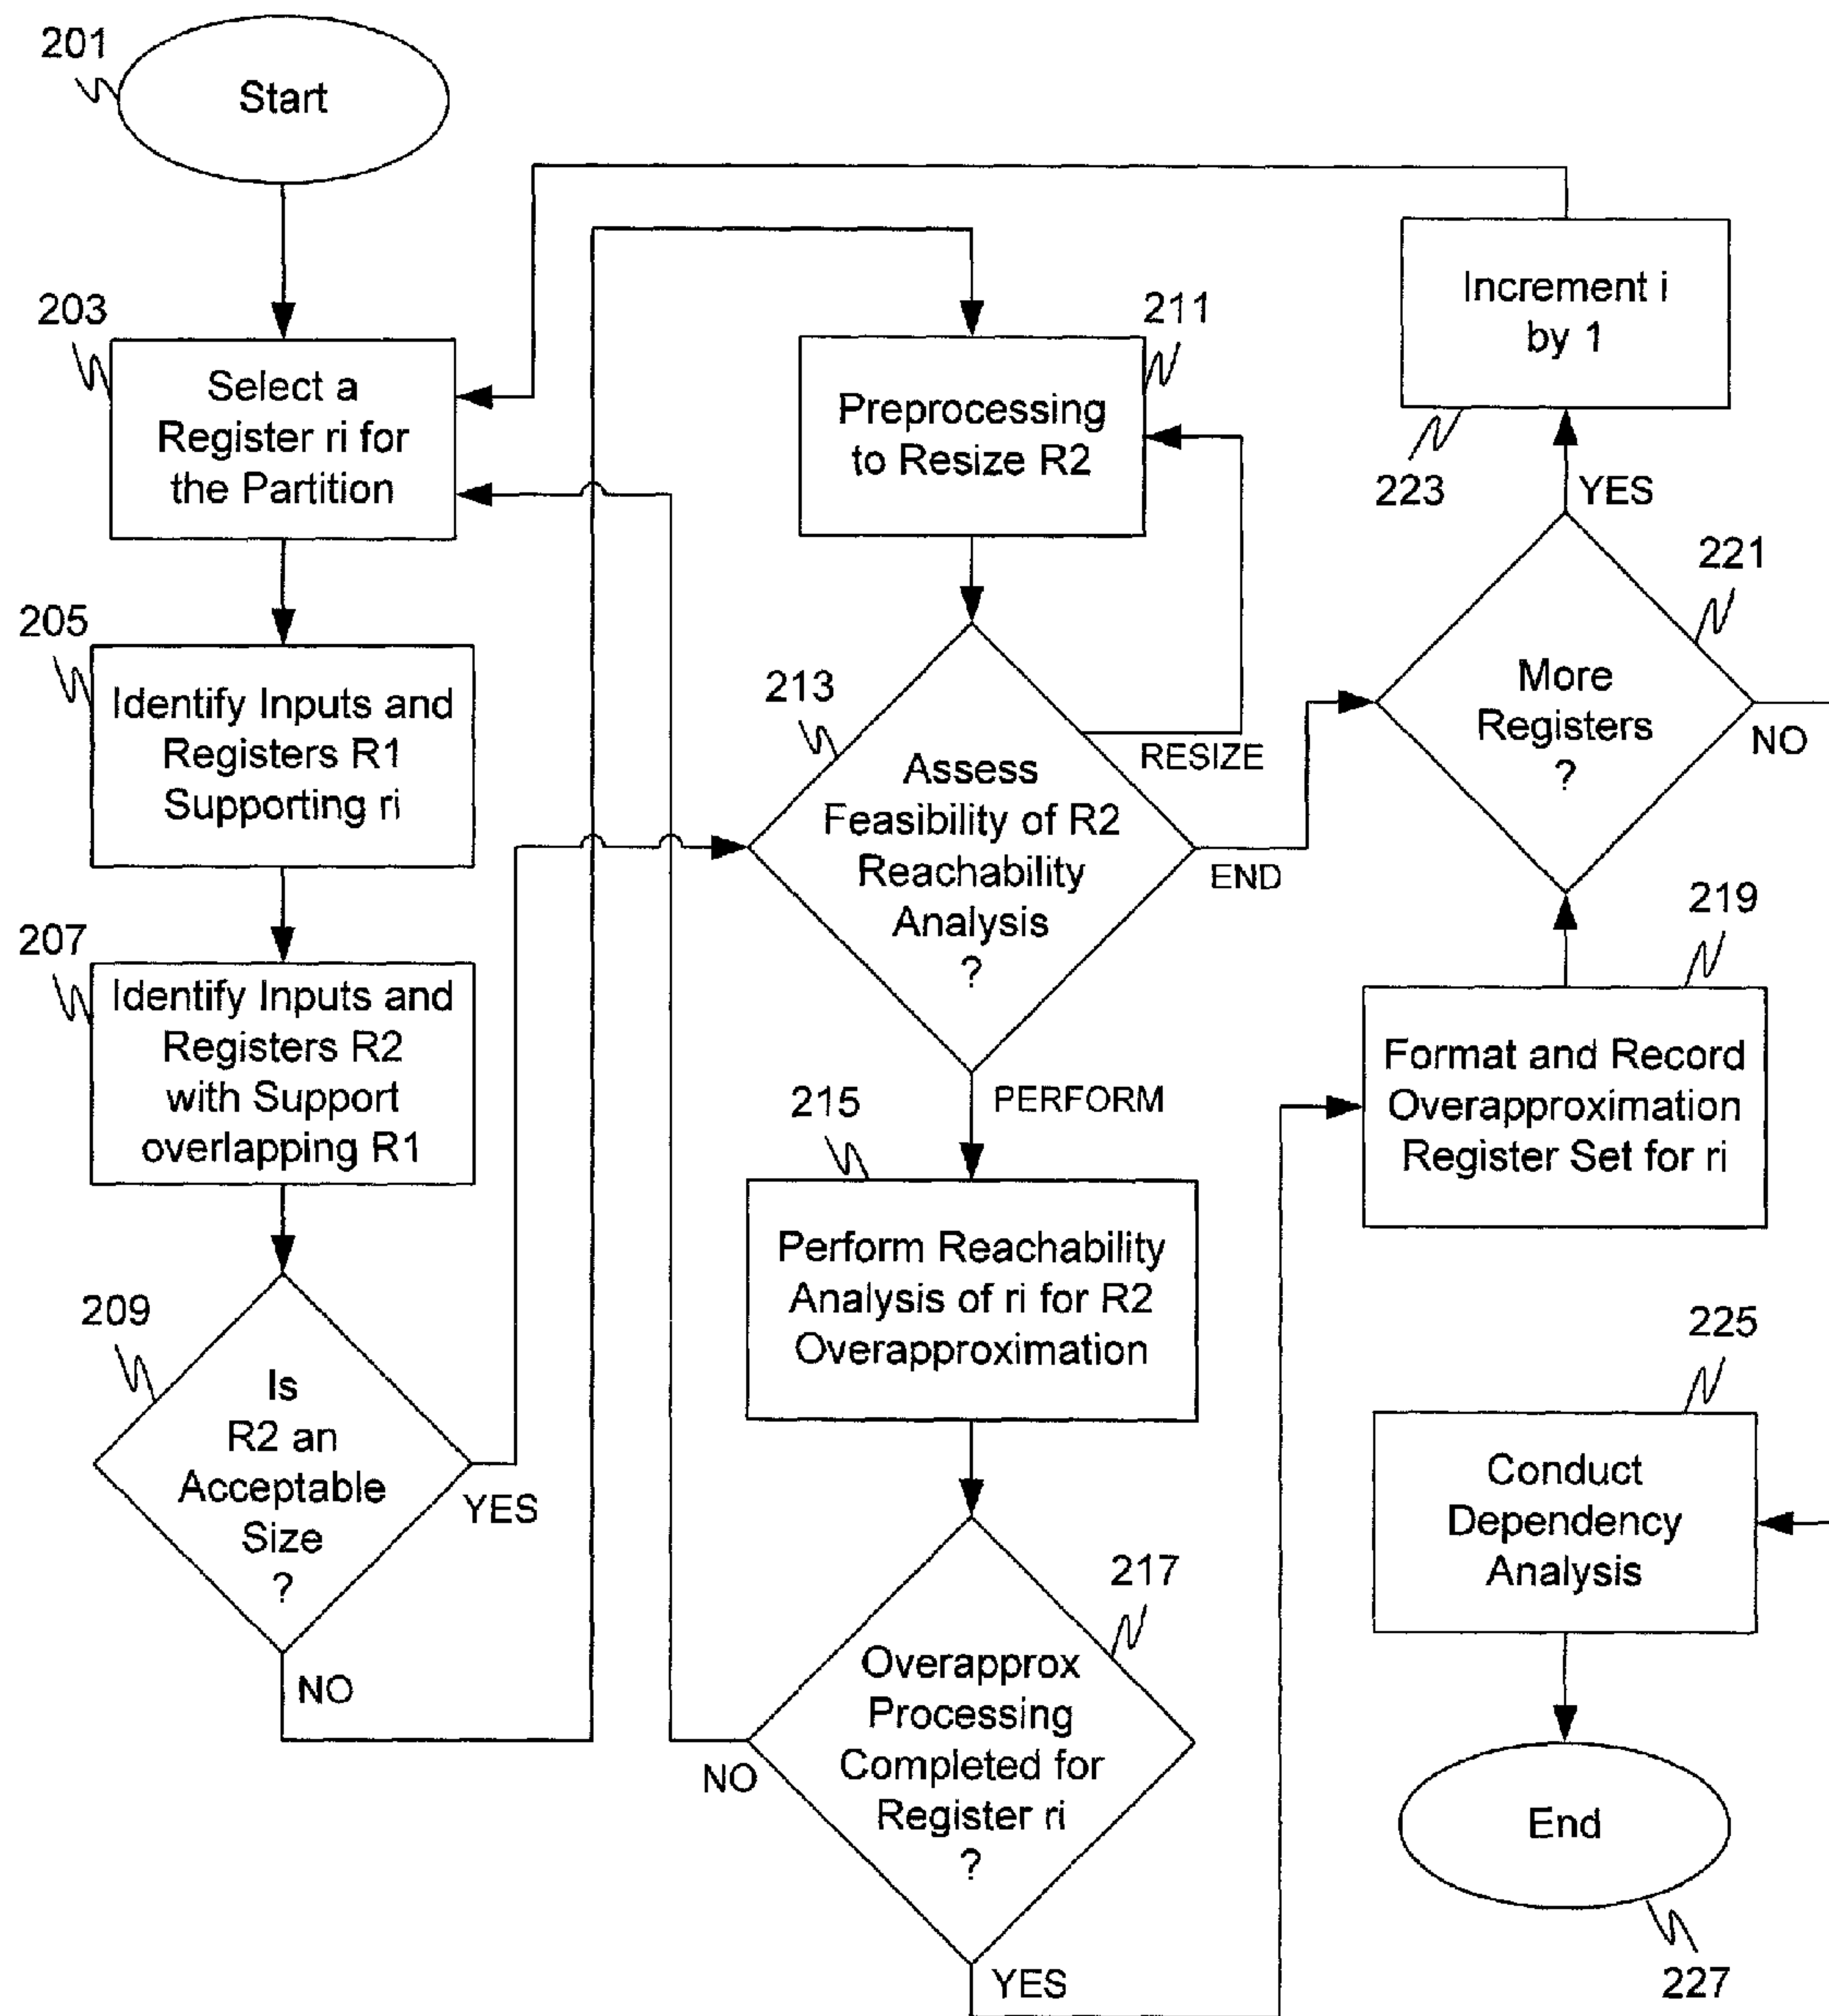 201
Start
203
Select a
Register ri for
the Partition
205
Identify Inputs and
Registers R1
Supporting ri
207
Identify Inputs and
Registers R2
with Support
overlapping R1
209
Is
R2 an
Acceptable
Size
?
YES
NO
211
Preprocessing
to Resize R2
213
Assess
Feasibility of R2
Reachability
Analysis
?
RESIZE
END
PERFORM
215
Perform Reachability
Analysis of ri for R2
Overapproximation
217
Overapprox
Processing
Completed for
Register ri
?
NO
YES
219
Format and Record
Overapproximation
Register Set for ri
221
More
Registers
?
YES
NO
223
Increment i
by 1
225
Conduct
Dependency
Analysis
End
227